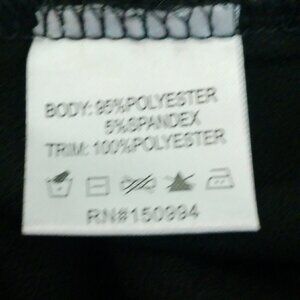 BODY: 95%POLYESTER
5%SPANDEX
TRIM: 100%POLYESTER
RN#150994